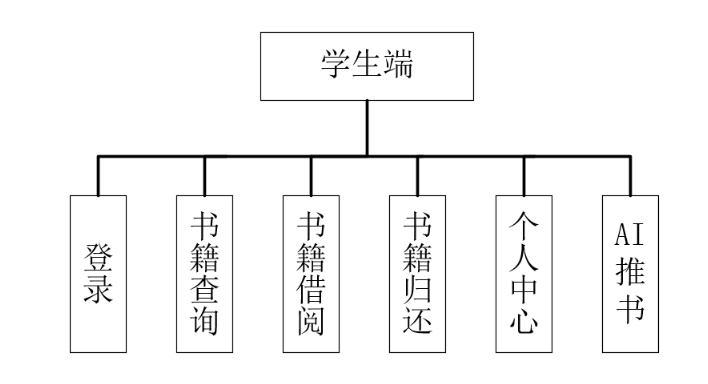 学生端
登录
书籍查询
书籍借阅
书籍归还
个人中心
AI推书